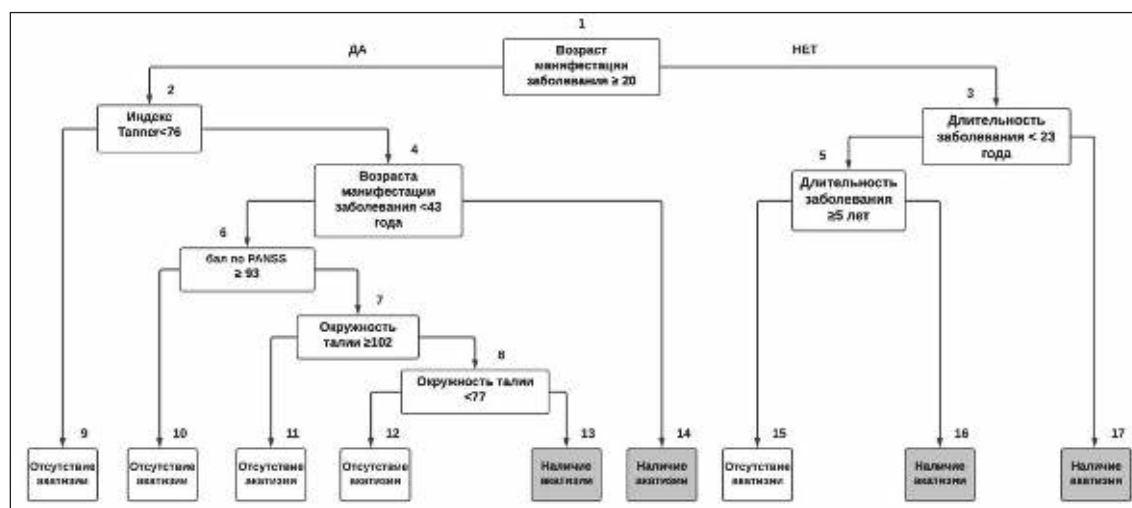 1
ДА
НЕТ
Возраст
манифестации
заболевания ≥ 20
2
Индекс
Tanner<76
3
Длительность
заболевания < 23
года
4
Возраста
манифестации
заболевания <43
года
5
Длительность
заболевания
≥5 лет
6
бал по PANSS
≥ 93
7
Окружность
талии ≥102
8
Окружность талии
<77
9
Отсутствие
акатизии
10
Отсутствие
акатизии
11
Отсутствие
акатизии
12
Отсутствие
акатизии
13
Наличие
акатизии
14
Наличие
акатизии
15
Отсутствие
акатизии
16
Наличие
акатизии
17
Наличие
акатизии